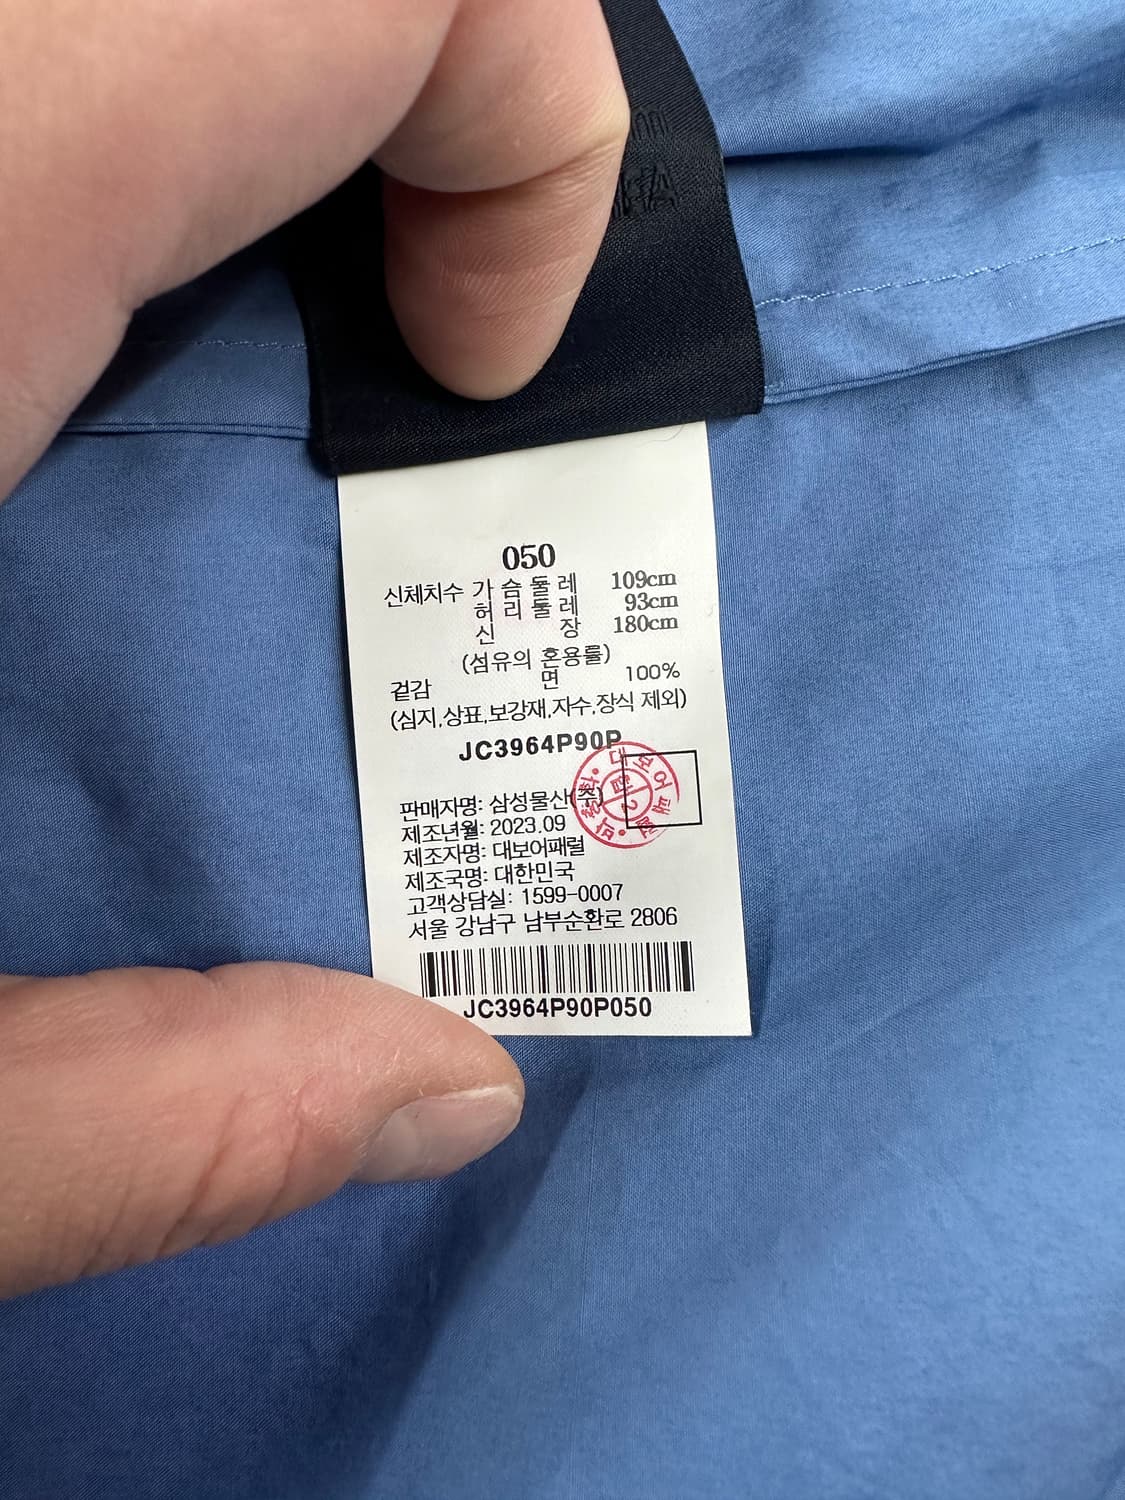 050
신체치수 가슴둘레 109cm
허리둘레 93cm
신장 180cm
(섬유의 혼용률)
겉감 면 100%
(심지,상표,보강재,자수,장식 제외)
JC3964P90P
판매자명: 삼성물산(주)
제조년월: 2023.09
제조자명: 대보어패럴
제조국명: 대한민국
고객상담실: 1599-0007
서울 강남구 남부순환로 2806
JC3964P90P050